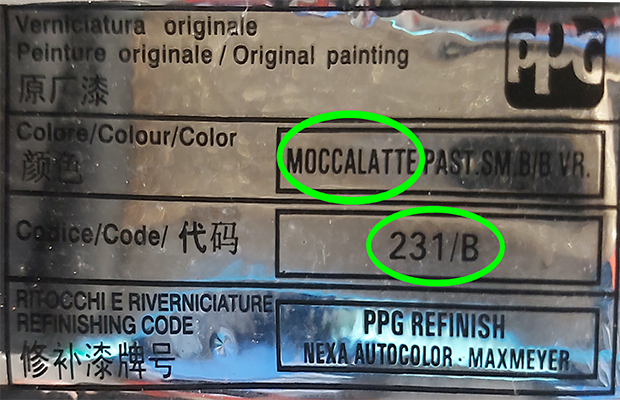 Verniciatura originale
Peinture originale / Original painting
原厂漆
PPG
Colore/Colour/Color
颜色
MOCCALATTE PAST.SM B/B VR.
Codice/Code/ 代码
231/B
RITOCCHI E RIVERNICIATURE
REFINISHING CODE
修补漆牌号
PPG REFINISH
NEXA AUTOCOLOR · MAXMEYER